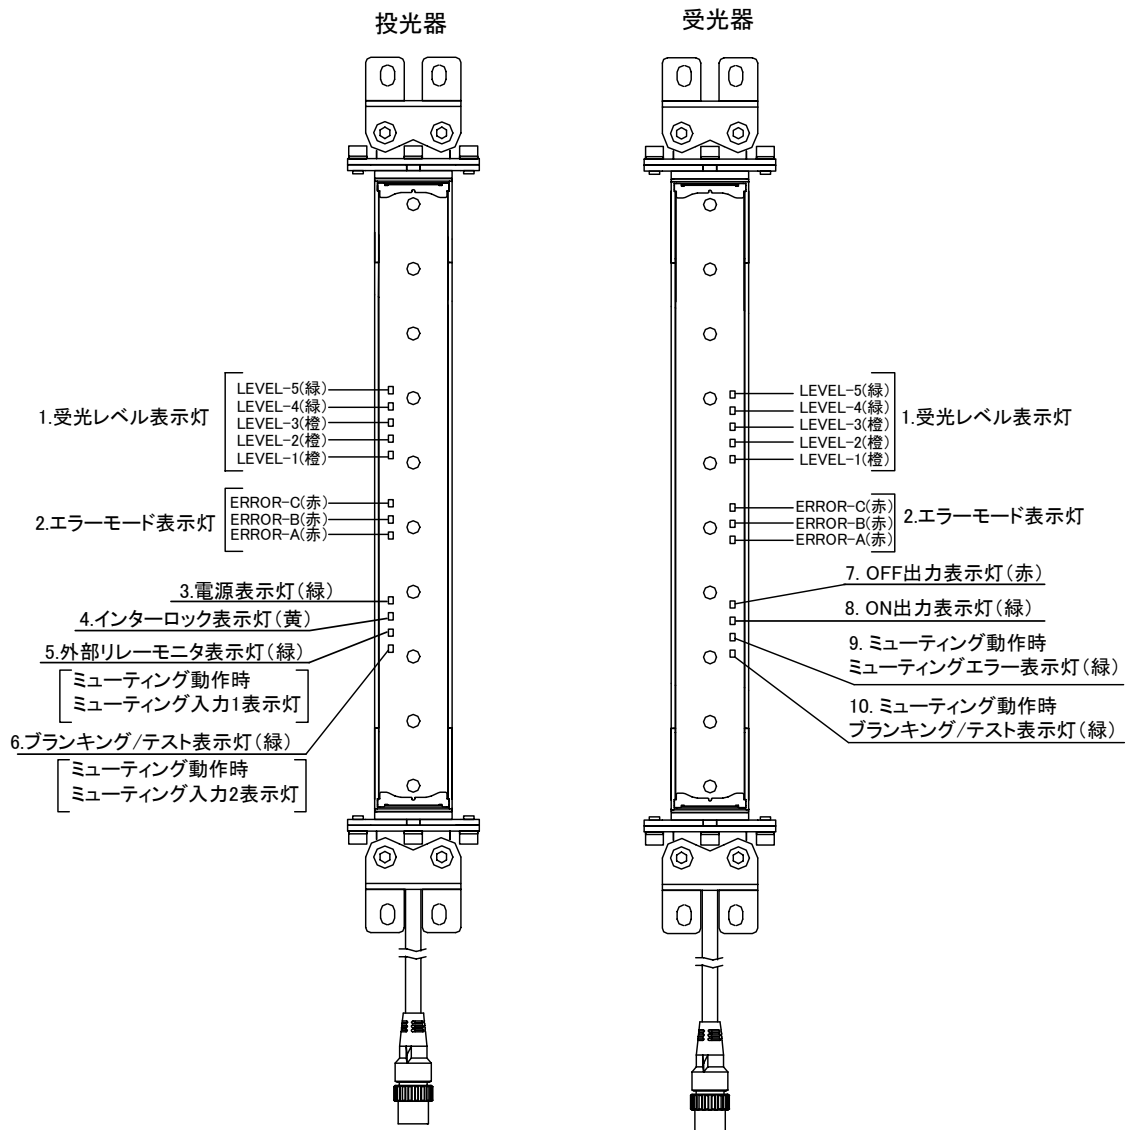 投光器
受光器
1.受光レベル表示灯
LEVEL-5(緑)
LEVEL-4(緑)
LEVEL-3(橙)
LEVEL-2(橙)
LEVEL-1(橙)
2.エラーモード表示灯
ERROR-C(赤)
ERROR-B(赤)
ERROR-A(赤)
3.電源表示灯(緑)
4.インターロック表示灯(黄)
5.外部リレーモニタ表示灯(緑)
ミューティング動作時
ミューティング入力1表示灯
6.ブランキング/テスト表示灯(緑)
ミューティング動作時
ミューティング入力2表示灯
LEVEL-5(緑)
LEVEL-4(緑)
LEVEL-3(橙)
LEVEL-2(橙)
LEVEL-1(橙)
1.受光レベル表示灯
ERROR-C(赤)
ERROR-B(赤)
ERROR-A(赤)
2.エラーモード表示灯
7. OFF出力表示灯(赤)
8. ON出力表示灯(緑)
9. ミューティング動作時
ミューティングエラー表示灯(緑)
10. ミューティング動作時
ブランキング/テスト表示灯(緑)